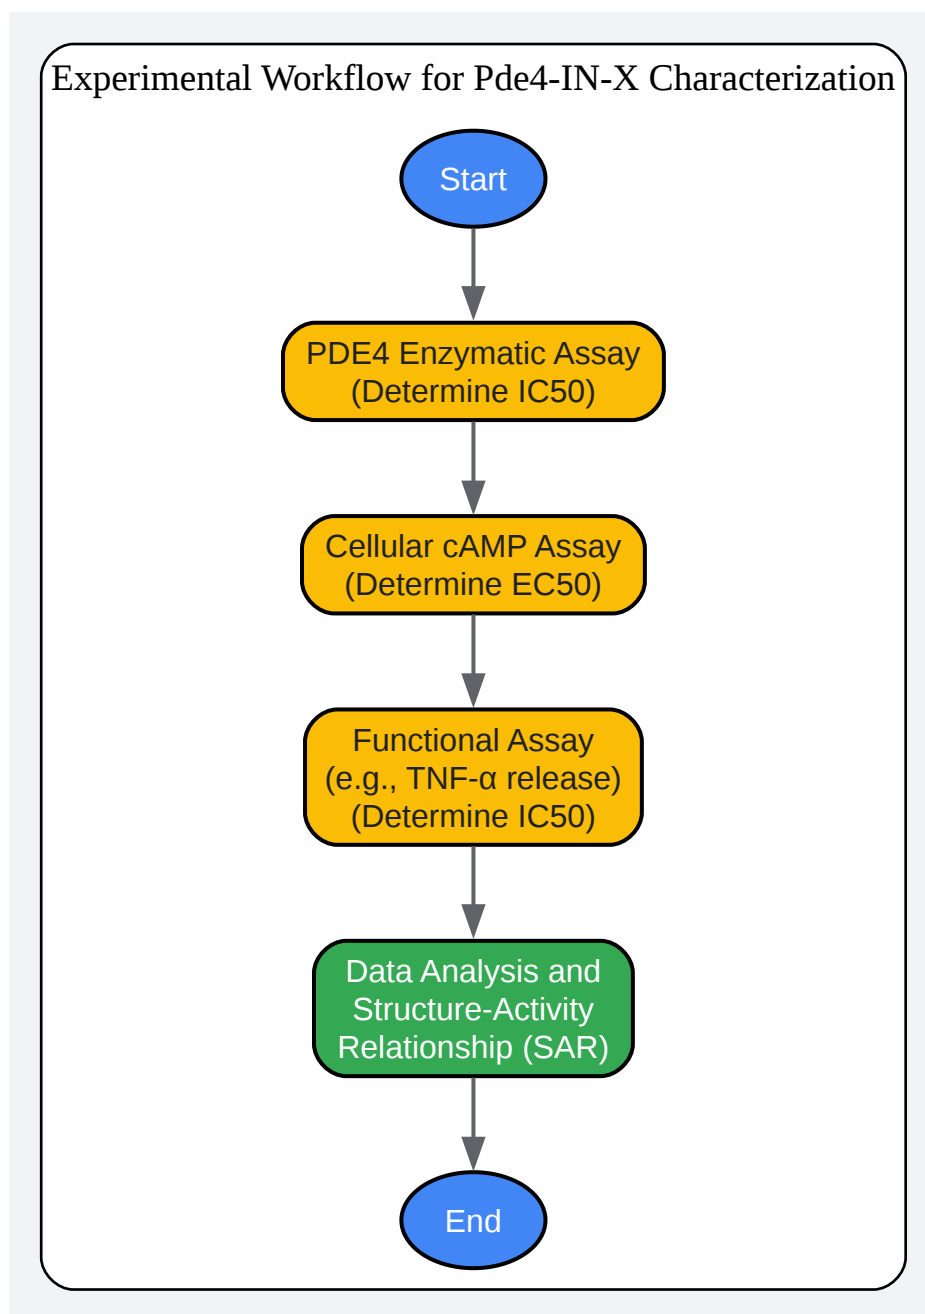 Experimental Workflow for Pde4-IN-X Characterization
Start
PDE4 Enzymatic Assay
(Determine IC50)
Cellular cAMP Assay
(Determine EC50)
Functional Assay
(e.g., TNF-α release)
(Determine IC50)
Data Analysis and
Structure-Activity
Relationship (SAR)
End